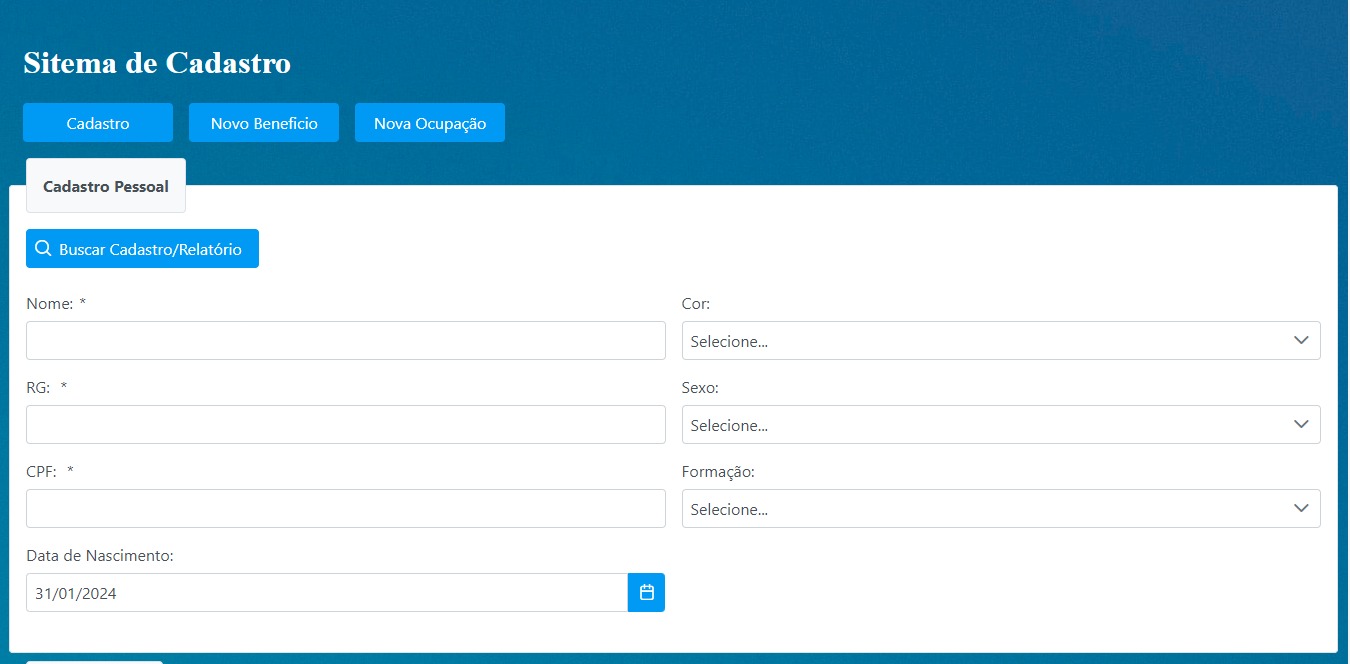 Sitema de Cadastro
Cadastro Novo Beneficio Nova Ocupação
Cadastro Pessoal
Buscar Cadastro/Relatório
Nome: *
Cor:
Selecione...
RG: *
Sexo:
Selecione...
CPF: *
Formação:
Selecione...
Data de Nascimento:
31/01/2024